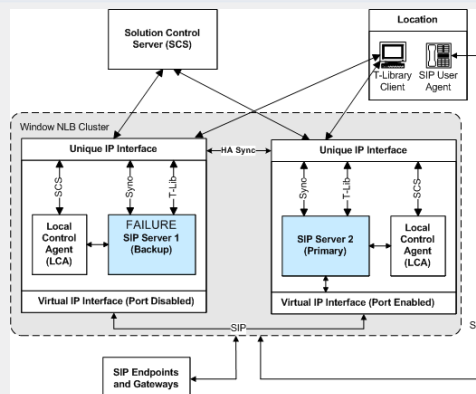 Solution Control
Server (SCS)
Location
T-Library
Client
SIP User
Agent
Window NLB Cluster
Unique IP Interface
HA Sync
Unique IP Interface
SCS
Sync
T-Lib
Sync
T-Lib
SCS
Local
Control
Agent
(LCA)
FAILURE
SIP Server 1
(Backup)
SIP Server 2
(Primary)
Local
Control
Agent
(LCA)
Virtual IP Interface (Port Disabled)
Virtual IP Interface (Port Enabled)
SIP
S
SIP Endpoints
and Gateways